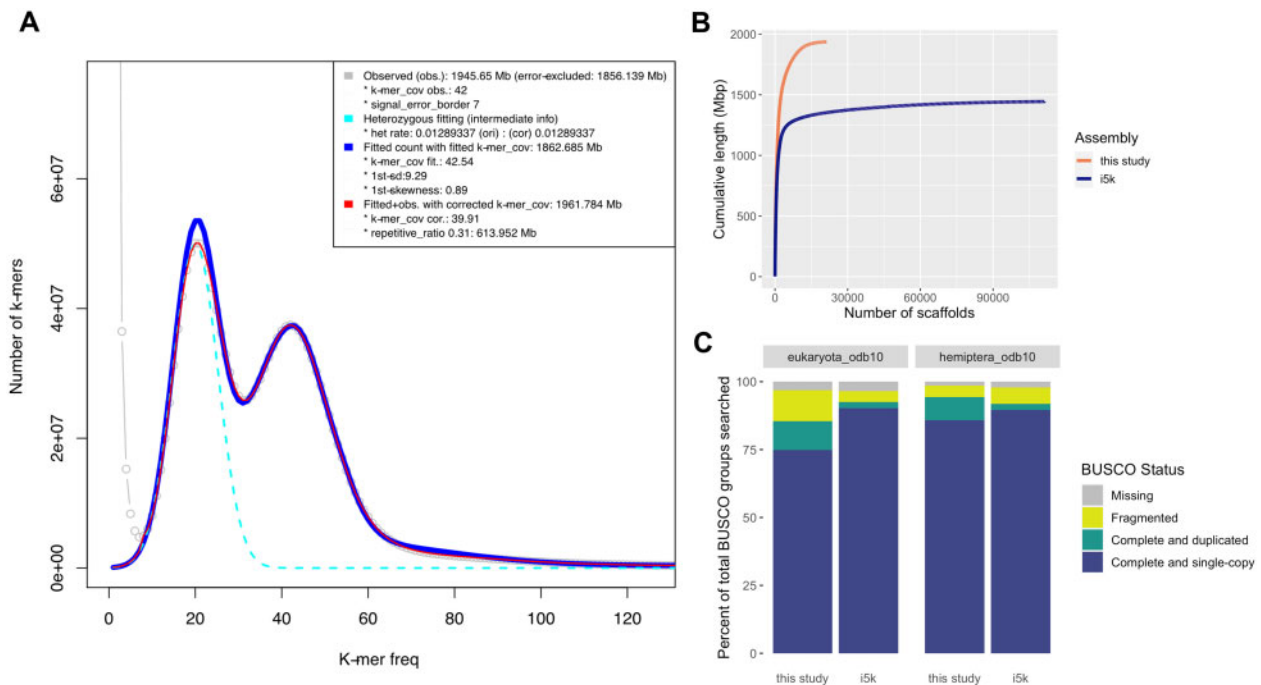 A
Observed (obs.): 1945.65 Mb (error-excluded: 1856.139 Mb)
* k-mer_cov obs.: 42
* signal_error_border 7
Heterozygous fitting (intermediate info)
* het rate: 0.01289337 (ori) : (cor) 0.01289337
Fitted count with fitted k-mer_cov: 1862.685 Mb
* k-mer_cov fit.: 42.54
* 1st-sd:9.29
* 1st-skewness: 0.89
Fitted+obs. with corrected k-mer_cov: 1961.784 Mb
* k-mer_cov cor.: 39.91
* repetitive_ratio 0.31: 613.952 Mb
Number of k-mers
6e+07
4e+07
2e+07
0e+00
0 20 40 60 80 100 120
K-mer freq
B
Cumulative length (Mbp)
2000
1500
1000
500
0
0 30000 60000 90000
Number of scaffolds
Assembly
this study
i5k
C
eukaryota_odb10 hemiptera_odb10
Percent of total BUSCO groups searched
100
75
50
25
0
this study i5k this study i5k
BUSCO Status
Missing
Fragmented
Complete and duplicated
Complete and single-copy